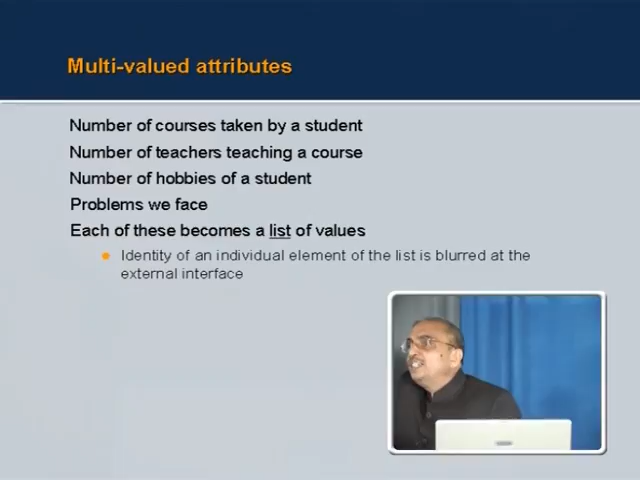 Multi-valued attributes
Number of courses taken by a student
Number of teachers teaching a course
Number of hobbies of a student
Problems we face
Each of these becomes a list of values
Identity of an individual element of the list is blurred at the
external interface